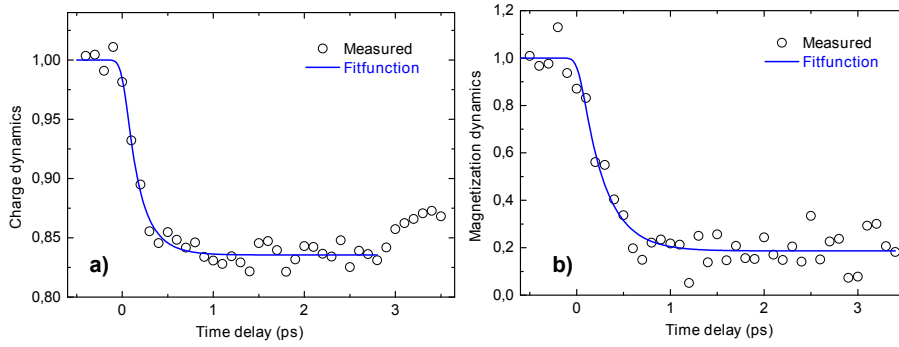 1,00
0,95
0,90
0,85
0,80
Charge dynamics
Measured
Fitfunction
a)
0
1
2
3
Time delay (ps)
1,2
1,0
0,8
0,6
0,4
0,2
0,0
Magnetization dynamics
Measured
Fitfunction
b)
0
1
2
3
Time delay (ps)